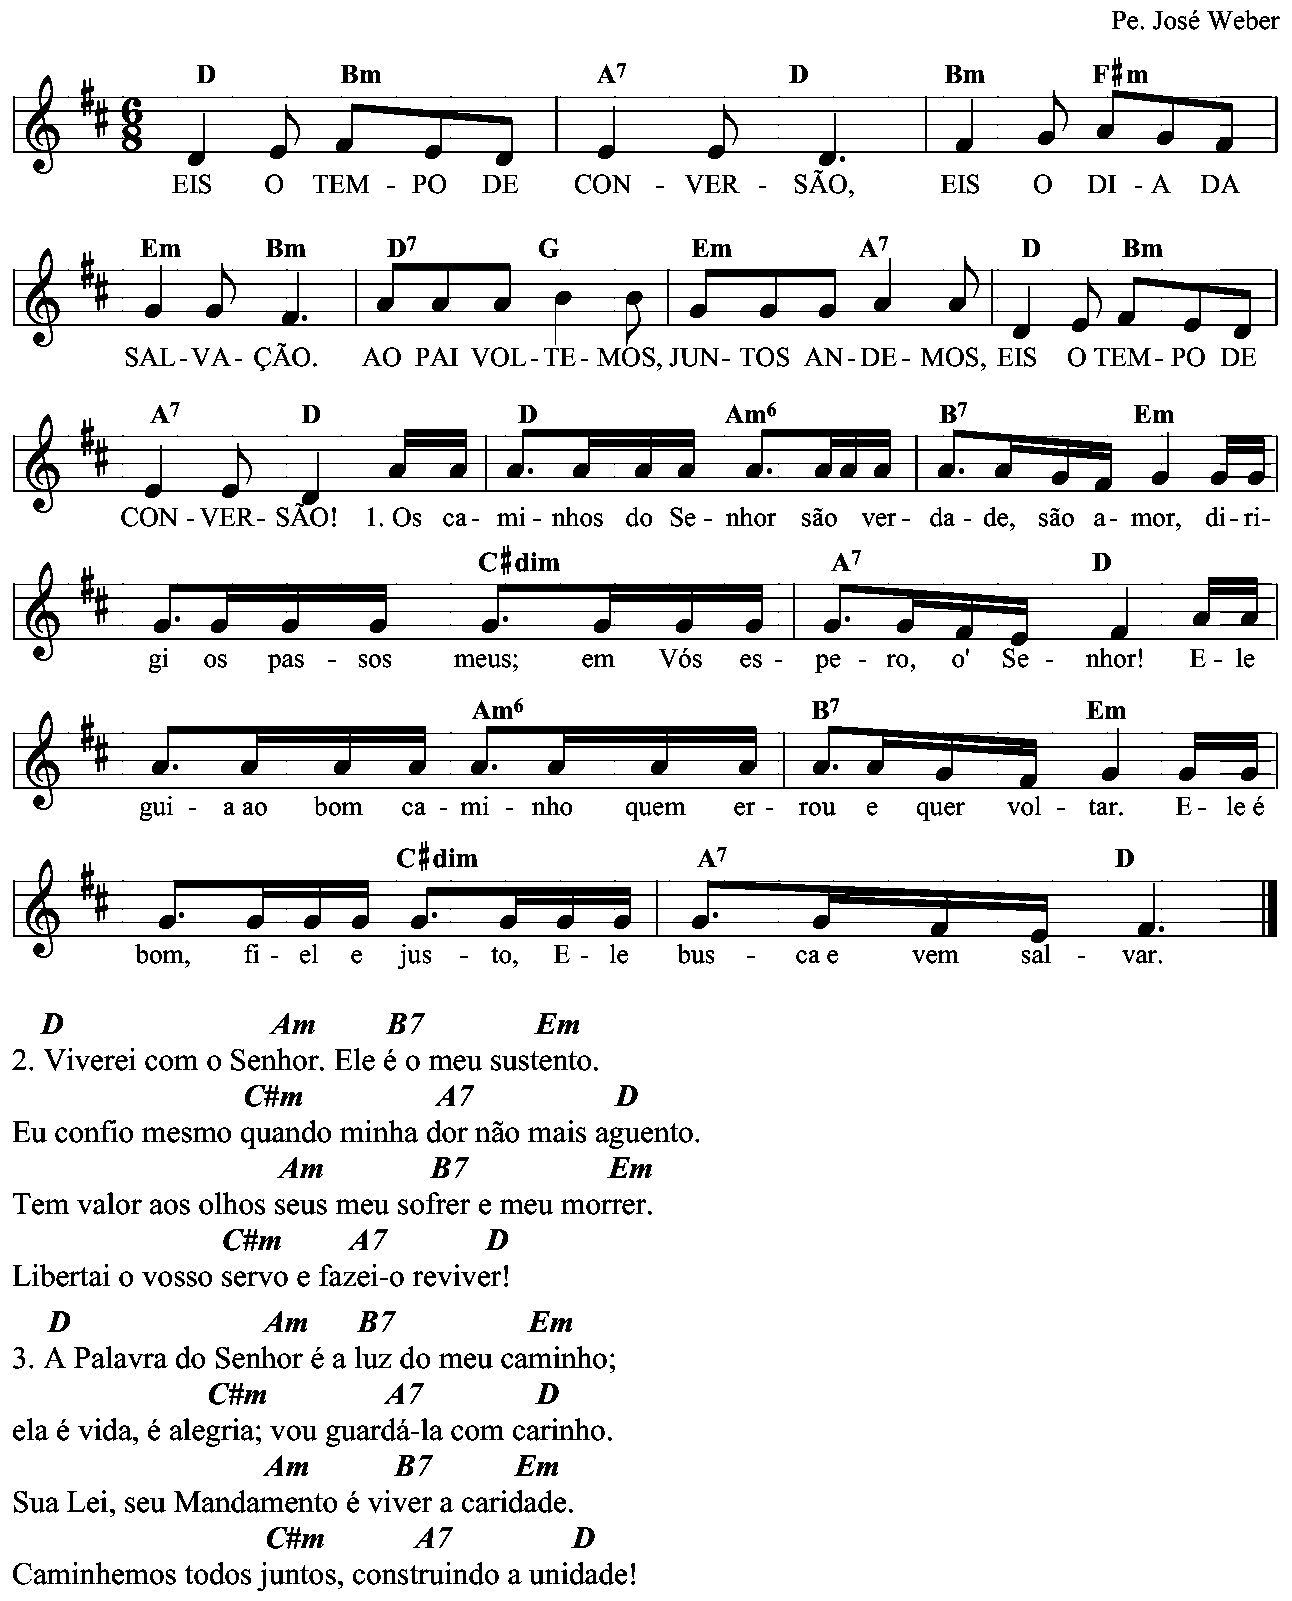 Pe. José Weber
D Bm A7 D Bm F#m
6
8
EIS O TEM - PO DE CON - VER - SÃO, EIS O DI - A DA
Em Bm D7 G Em A7 D Bm
SAL - VA - ÇÃO. AO PAI VOL - TE - MOS, JUN - TOS AN - DE - MOS, EIS O TEM - PO DE
A7 D D Am6 B7 Em
CON - VER - SÃO! 1. Os ca - mi - nhos do Se - nhor são ver - da - de, são a - mor, di - ri -
C#dim A7 D
gi os pas - sos meus; em Vós es - pe - ro, o' Se - nhor! E - le
Am6 B7 Em
gui - a ao bom ca - mi - nho quem er - rou e quer vol - tar. E - le é
C#dim A7 D
bom, fi - el e jus - to, E - le bus - ca e vem sal - var.
D Am B7 Em
2. Viverei com o Senhor. Ele é o meu sustento.
C#m A7 D
Eu confio mesmo quando minha dor não mais aguento.
Am B7 Em
Tem valor aos olhos seus meu sofrer e meu morrer.
C#m A7 D
Libertai o vosso servo e fazei-o reviver!
D Am B7 Em
3. A Palavra do Senhor é a luz do meu caminho;
C#m A7 D
ela é vida, é alegria; vou guardá-la com carinho.
Am B7 Em
Sua Lei, seu Mandamento é viver a caridade.
C#m A7 D
Caminhemos todos juntos, construindo a unidade!